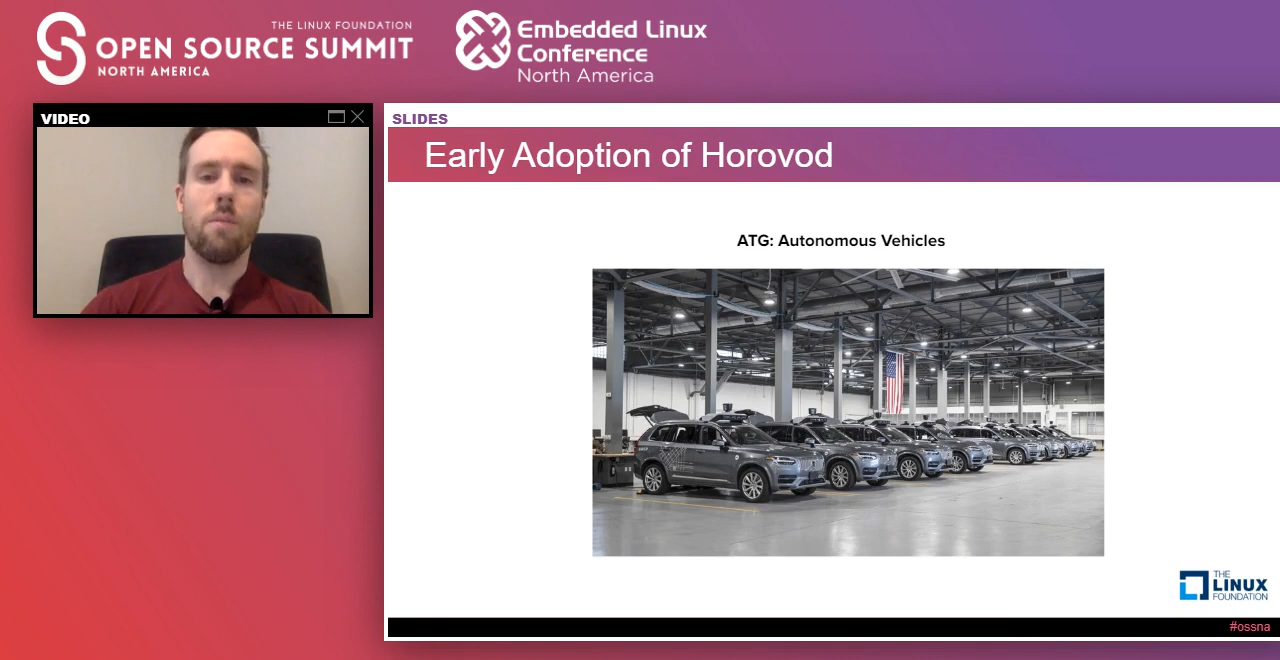 THE LINUX FOUNDATION
OPEN SOURCE SUMMIT
NORTH AMERICA
Embedded Linux
Conference
North America
VIDEO
SLIDES
Early Adoption of Horovod
ATG: Autonomous Vehicles
THE
LINUX
FOUNDATION
#ossna